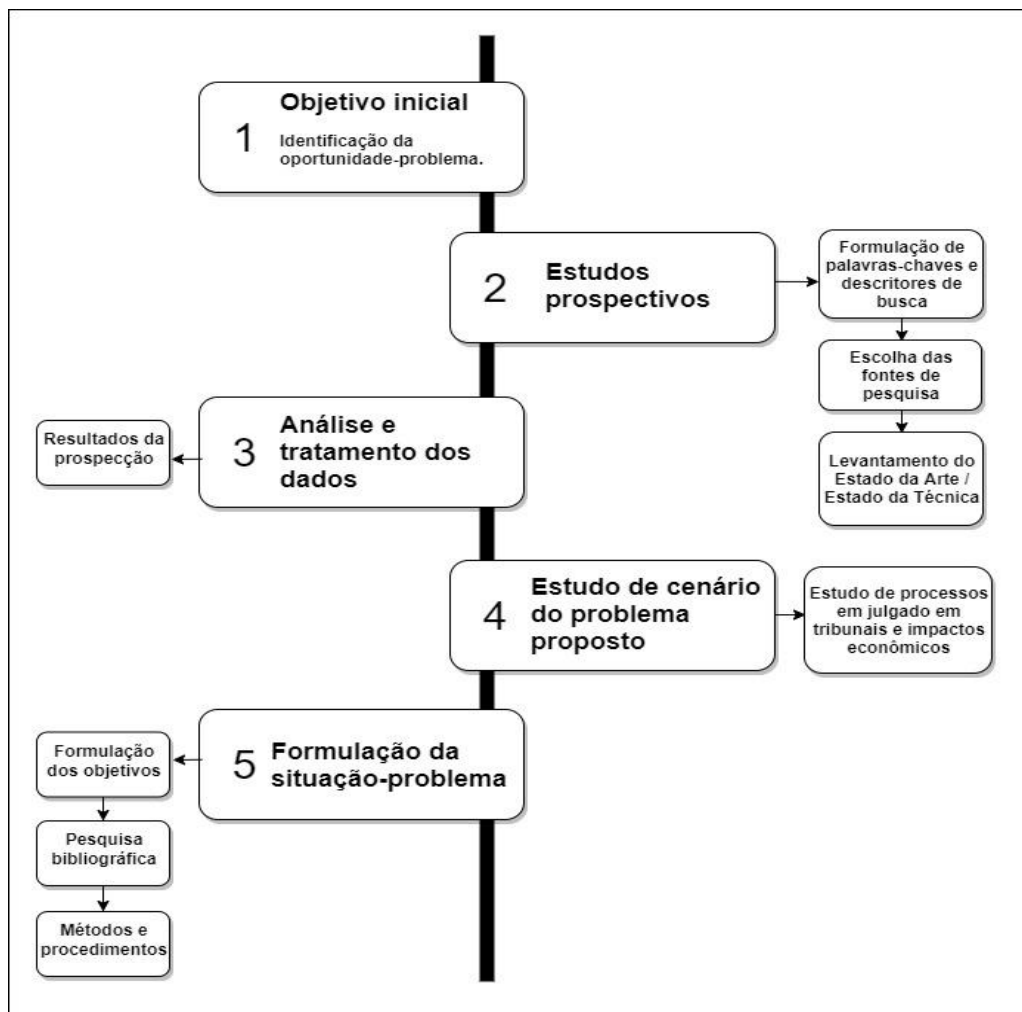 1
Objetivo inicial
Identificação da
oportunidade-problema.
2
Estudos
prospectivos
Formulação de
palavras-chaves e
descritores de
busca
Escolha das
fontes de
pesquisa
Levantamento do
Estado da Arte /
Estado da Técnica
3
Análise e
tratamento dos
dados
Resultados da
prospecção
4
Estudo de cenário
do problema
proposto
Estudo de processos
em julgado em
tribunais e impactos
econômicos
5
Formulação da
situação-problema
Formulação
dos objetivos
Pesquisa
bibliográfica
Métodos e
procedimentos